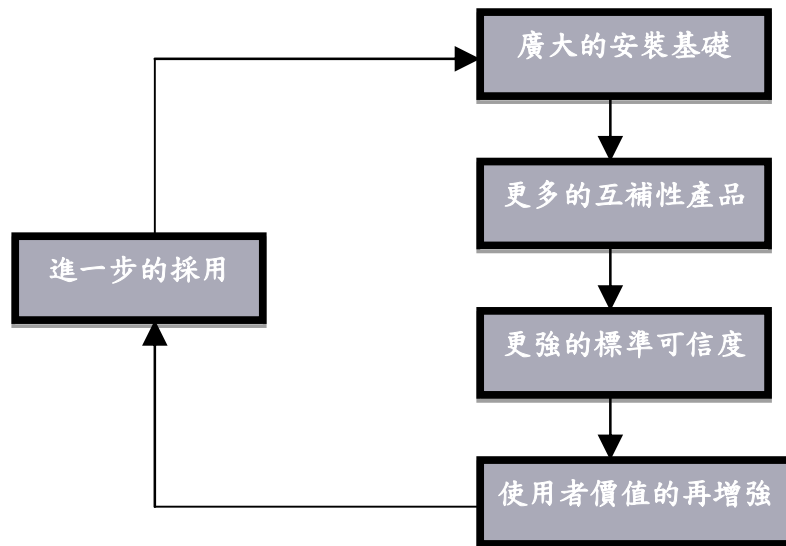 廣大的安裝基礎
更多的互補性產品
進一步的採用
更強的標準可信度
使用者價值的再增強